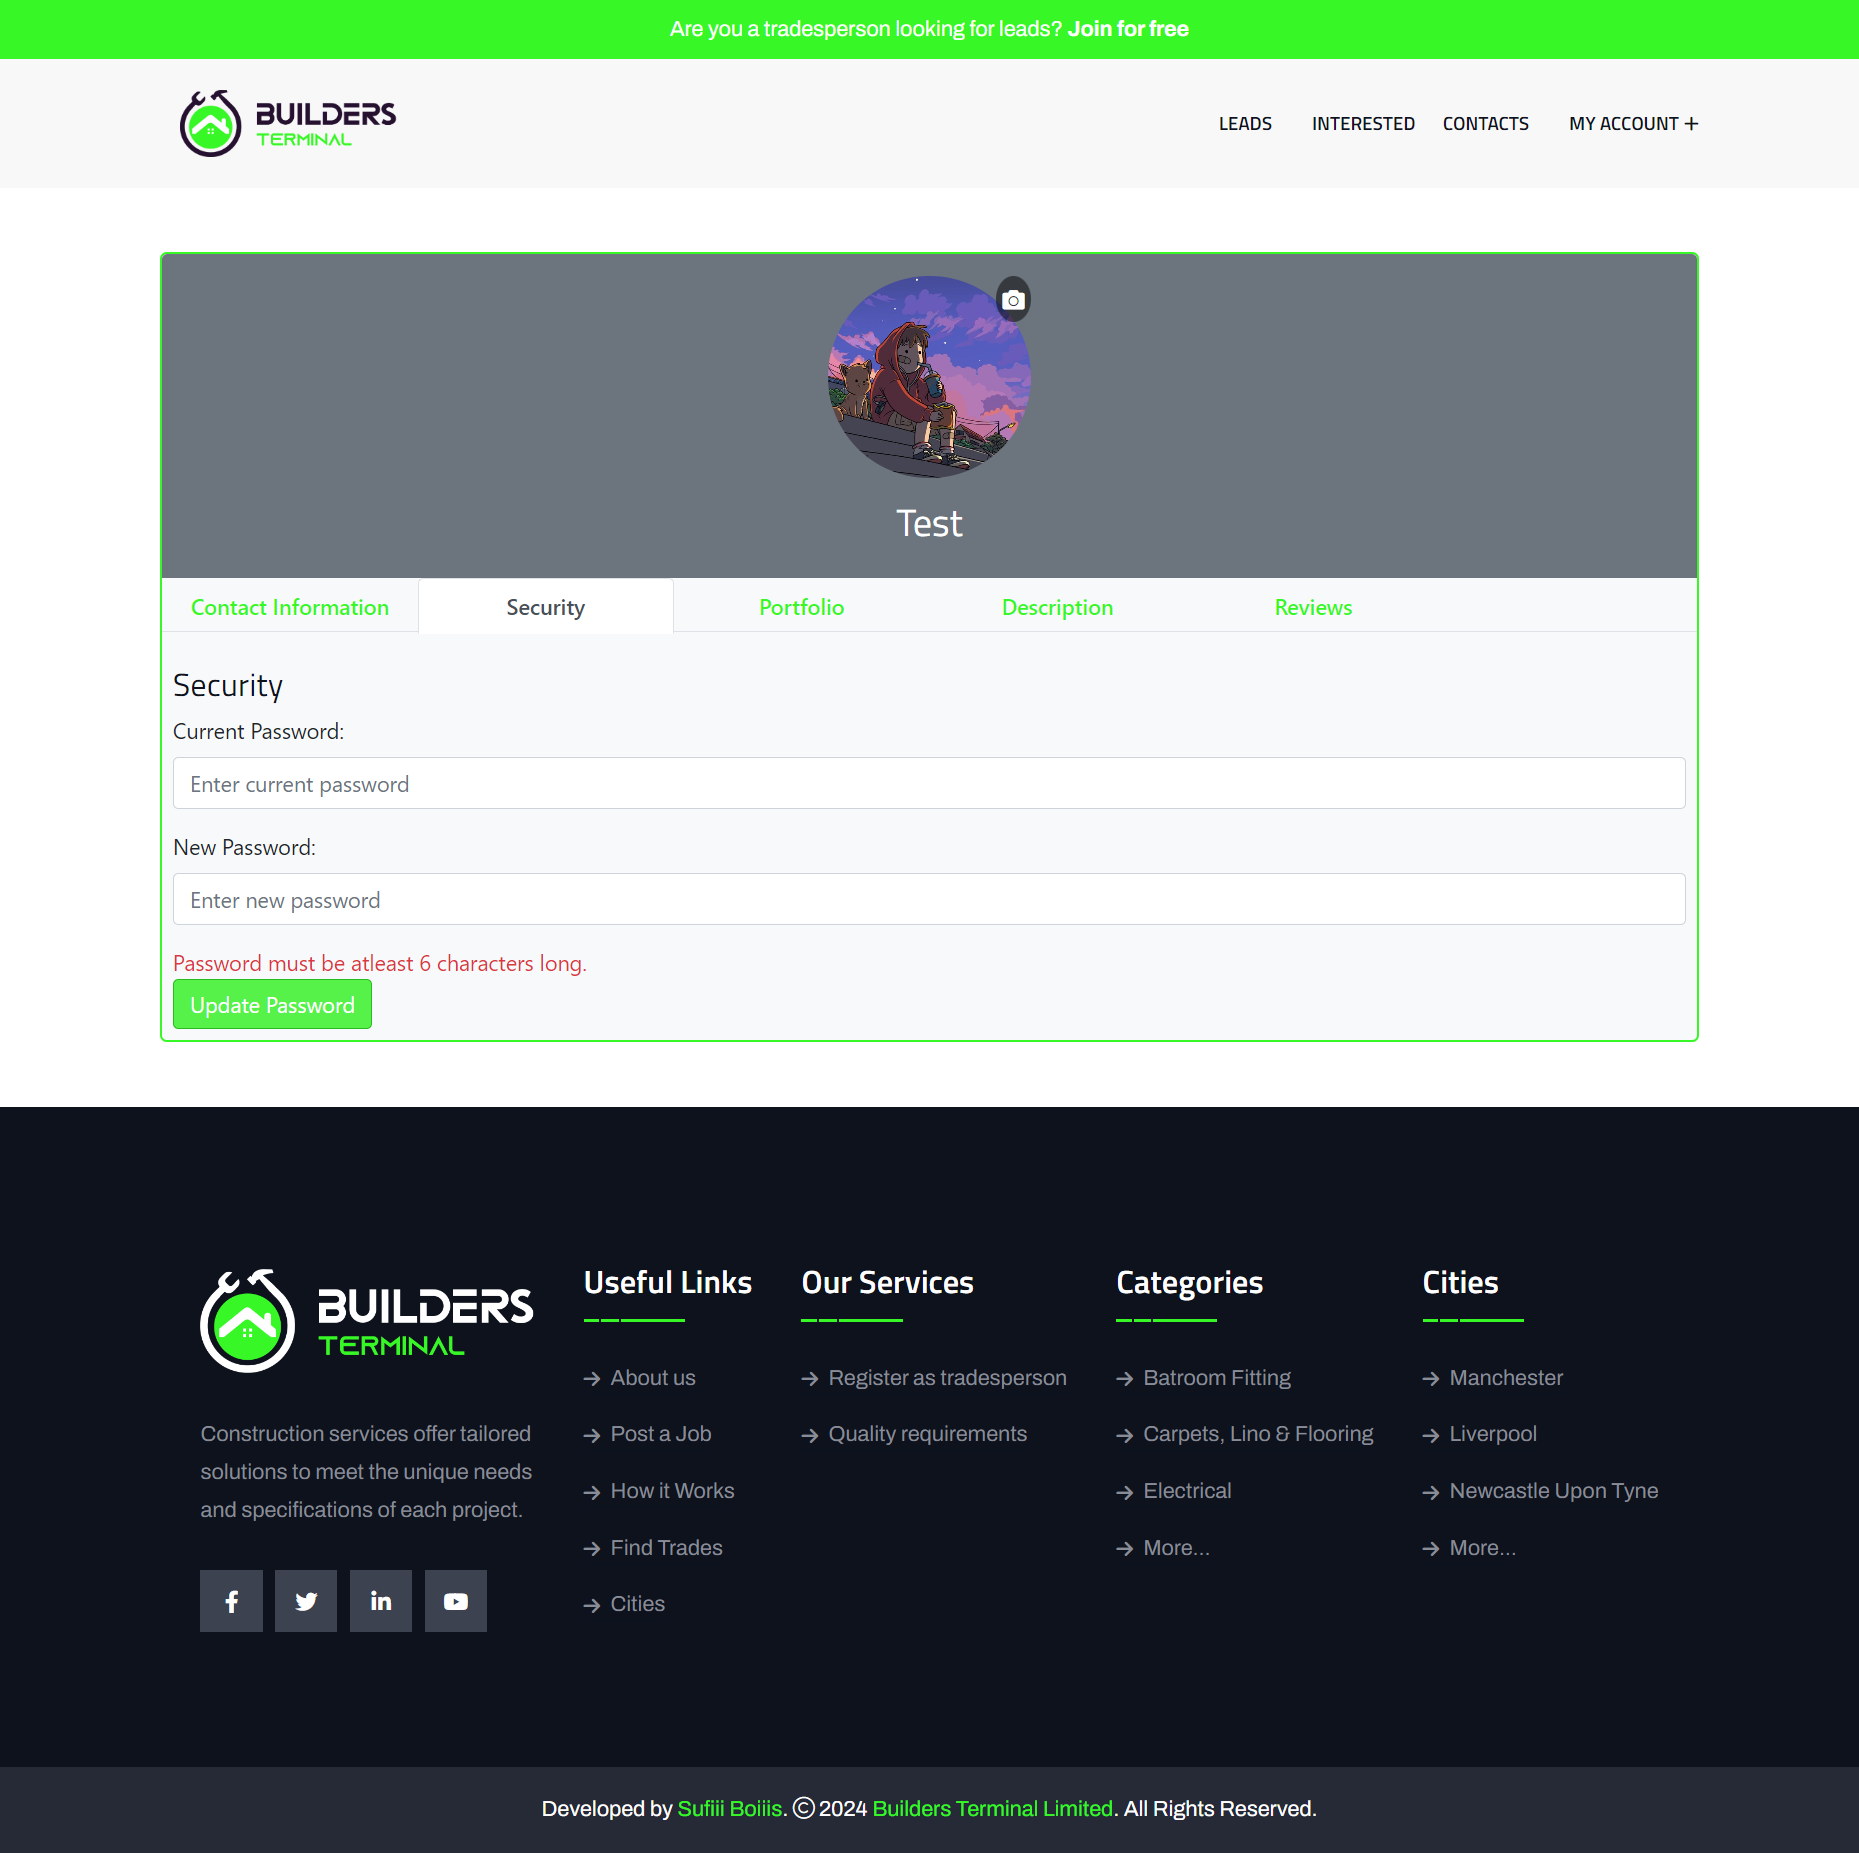 Are you a tradesperson looking for leads? Join for free
BUILDERS
TERMINAL
LEADS INTERESTED CONTACTS MY ACCOUNT +
Test
Contact Information Security Portfolio Description Reviews
Security
Current Password:
Enter current password
New Password:
Enter new password
Password must be atleast 6 characters long.
Update Password
BUILDERS
TERMINAL
Construction services offer tailored
solutions to meet the unique needs
and specifications of each project.
Useful Links
About us
Post a Job
How it Works
Find Trades
Cities
Our Services
Register as tradesperson
Quality requirements
Categories
Batroom Fitting
Carpets, Lino & Flooring
Electrical
More...
Cities
Manchester
Liverpool
Newcastle Upon Tyne
More...
Developed by Sufiii Boiiis. © 2024 Builders Terminal Limited. All Rights Reserved.